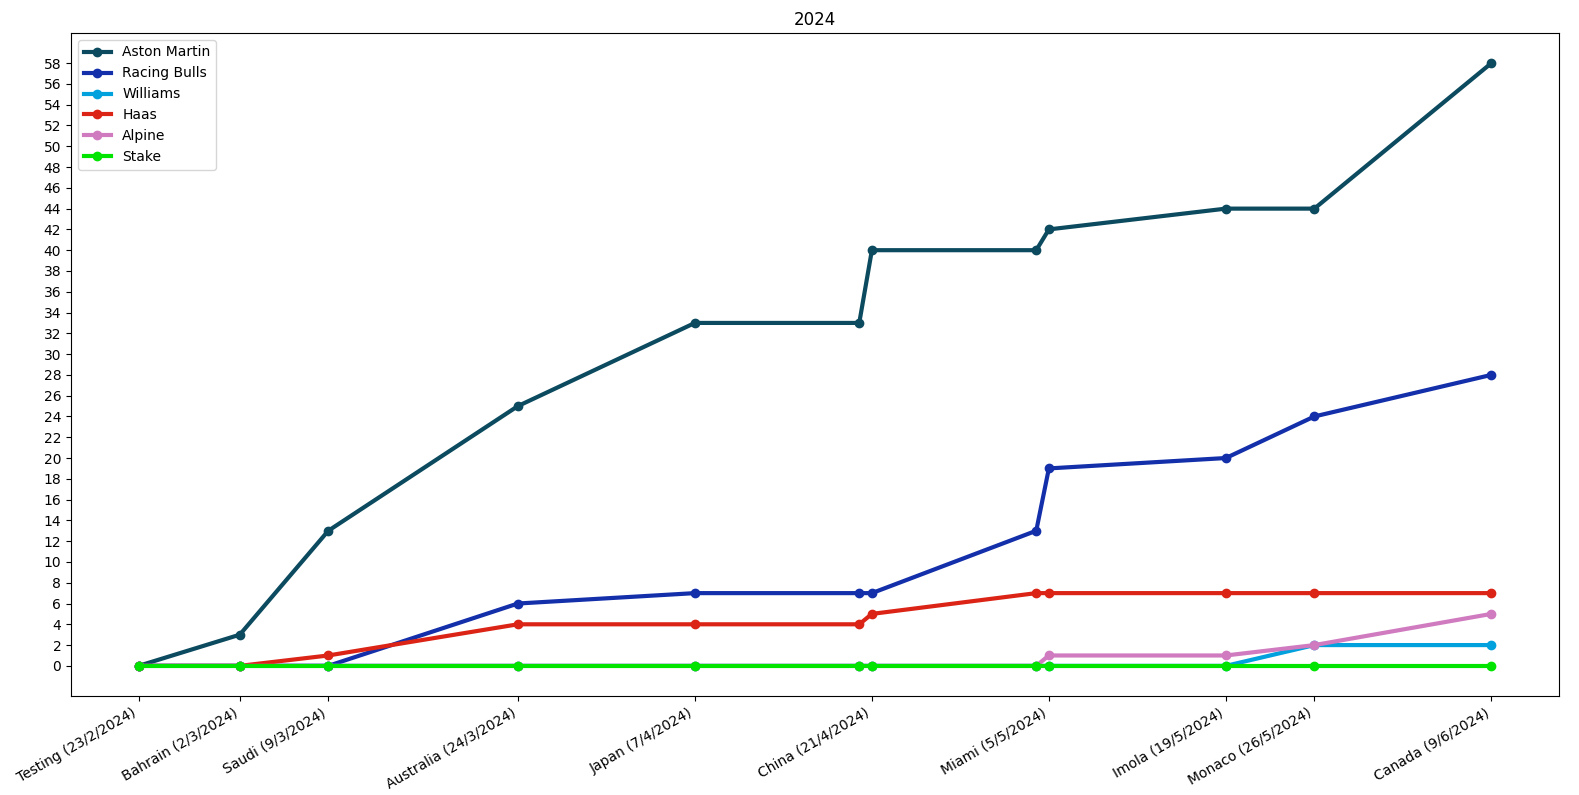 2024
Aston Martin
Racing Bulls
Williams
Haas
Alpine
Stake
58
56
54
52
50
48
46
44
42
40
38
36
34
32
30
28
26
24
22
20
18
16
14
12
10
8
6
4
2
0
Testing (23/2/2024)
Bahrain (2/3/2024)
Saudi (9/3/2024)
Australia (24/3/2024)
Japan (7/4/2024)
China (21/4/2024)
Miami (5/5/2024)
Imola (19/5/2024)
Monaco (26/5/2024)
Canada (9/6/2024)